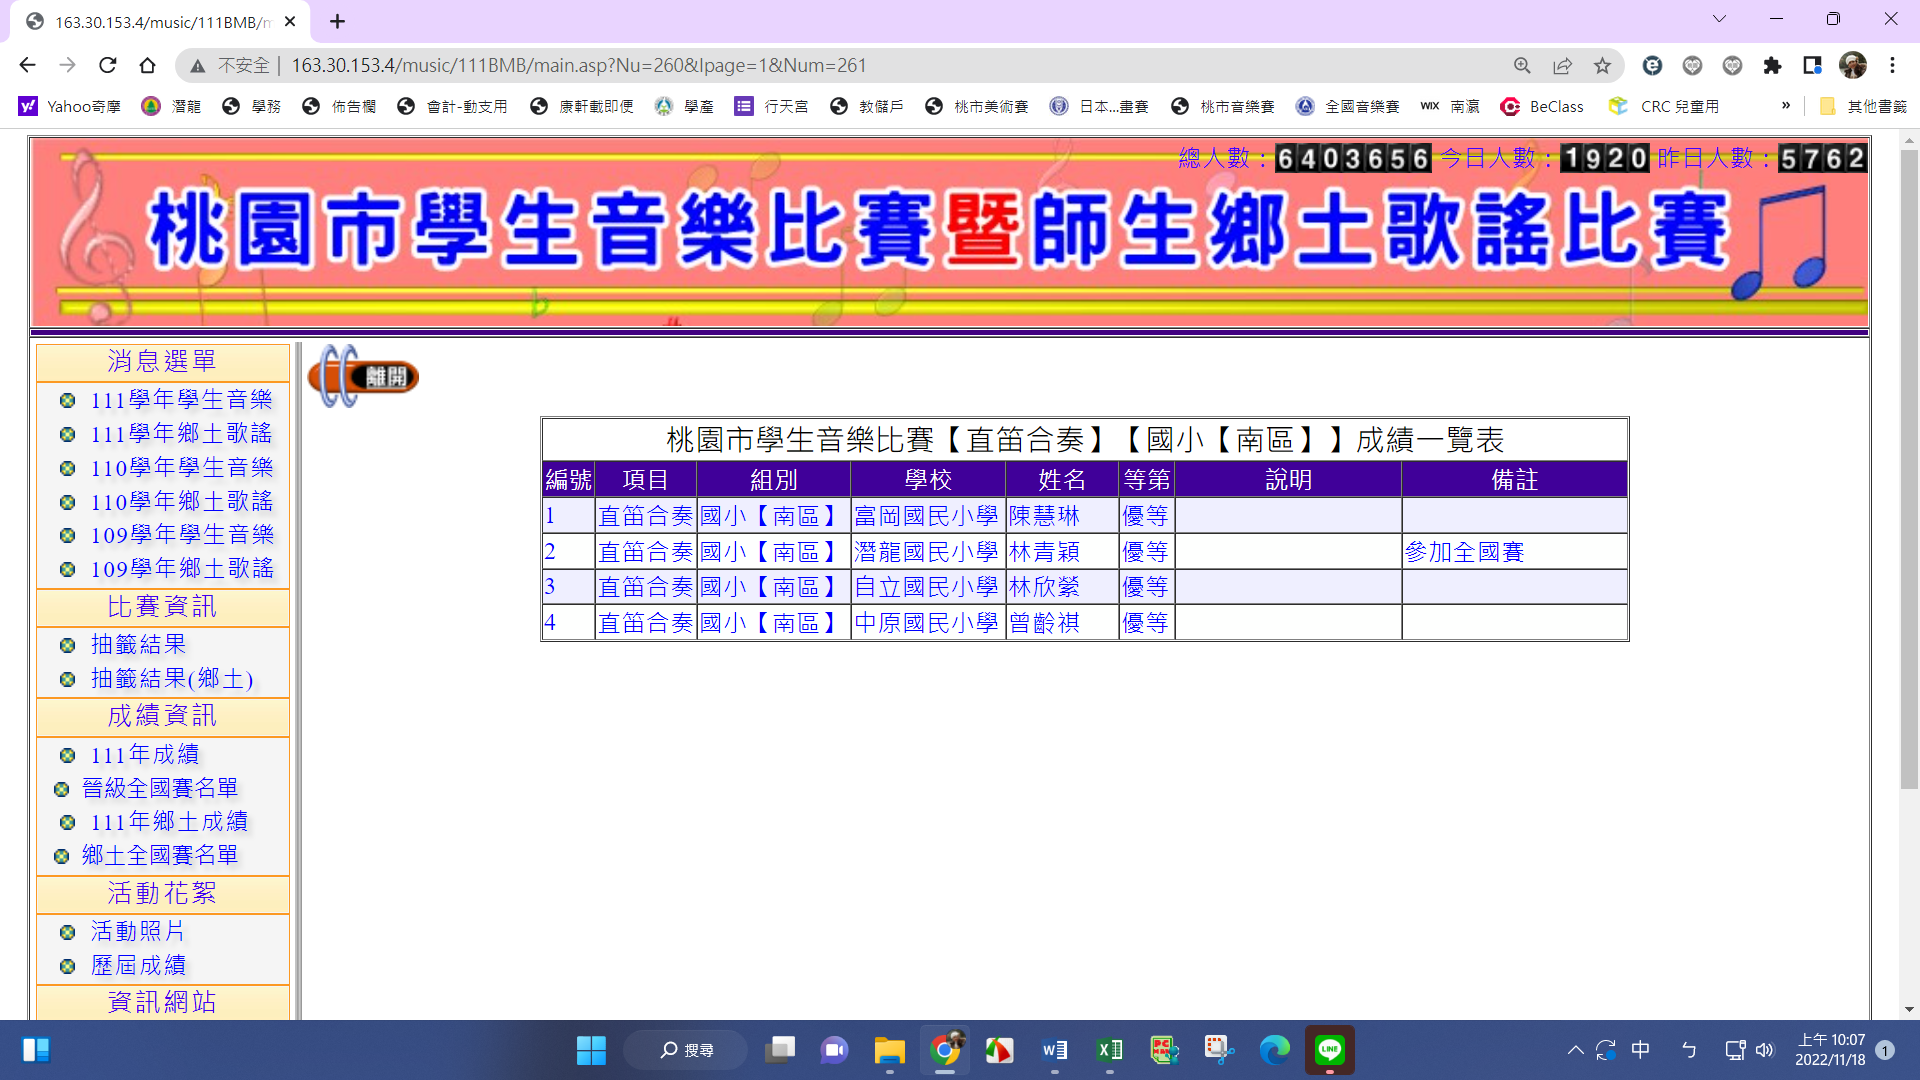 163.30.153.4/music/111BMB/m
不安全 163.30.153.4/music/111BMB/main.asp?Nu=260&Ipage=1&Num=261
Yahoo奇摩 潛龍 學務 佈告欄 會計-動支用 康軒載即便 學產 行天宮 教儲戶 桃市美術賽 日本...畫賽 桃市音樂賽 全國音樂賽 WIX 南瀛 BeClass CRC 兒童用 » 其他書籤
總人數：6403656 今日人數：1920 昨日人數：5762
桃園市學生音樂比賽暨師生鄉土歌謠比賽
消息選單
111學年學生音樂
111學年鄉土歌謠
110學年學生音樂
110學年鄉土歌謠
109學年學生音樂
109學年鄉土歌謠
比賽資訊
抽籤結果
抽籤結果(鄉土)
成績資訊
111年成績
晉級全國賽名單
111年鄉土成績
鄉土全國賽名單
活動花絮
活動照片
歷屆成績
資訊網站
離開
桃園市學生音樂比賽【直笛合奏】【國小【南區】】成績一覽表
編號 項目 組別 學校 姓名 等第 說明 備註
1 直笛合奏 國小【南區】 富岡國民小學 陳慧琳 優等
2 直笛合奏 國小【南區】 潛龍國民小學 林青穎 優等 參加全國賽
3 直笛合奏 國小【南區】 自立國民小學 林欣縈 優等
4 直笛合奏 國小【南區】 中原國民小學 曾齡祺 優等
搜尋
中 ㄅ
上午 10:07
2022/11/18
1